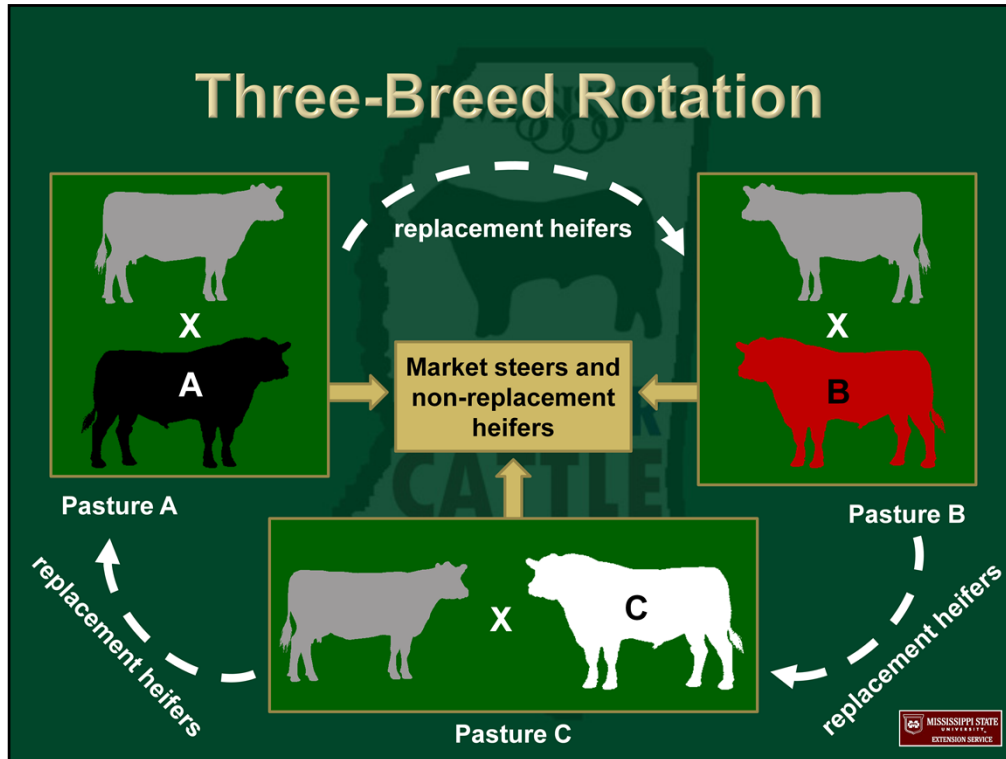 Three-Breed Rotation
replacement heifers
X
A
Pasture A
Market steers and
non-replacement
heifers
X
B
Pasture B
CATTLE
replacement heifers
X
C
Pasture C
replacement heifers
MISSISSIPPI STATE
UNIVERSITY
EXTENSION SERVICE